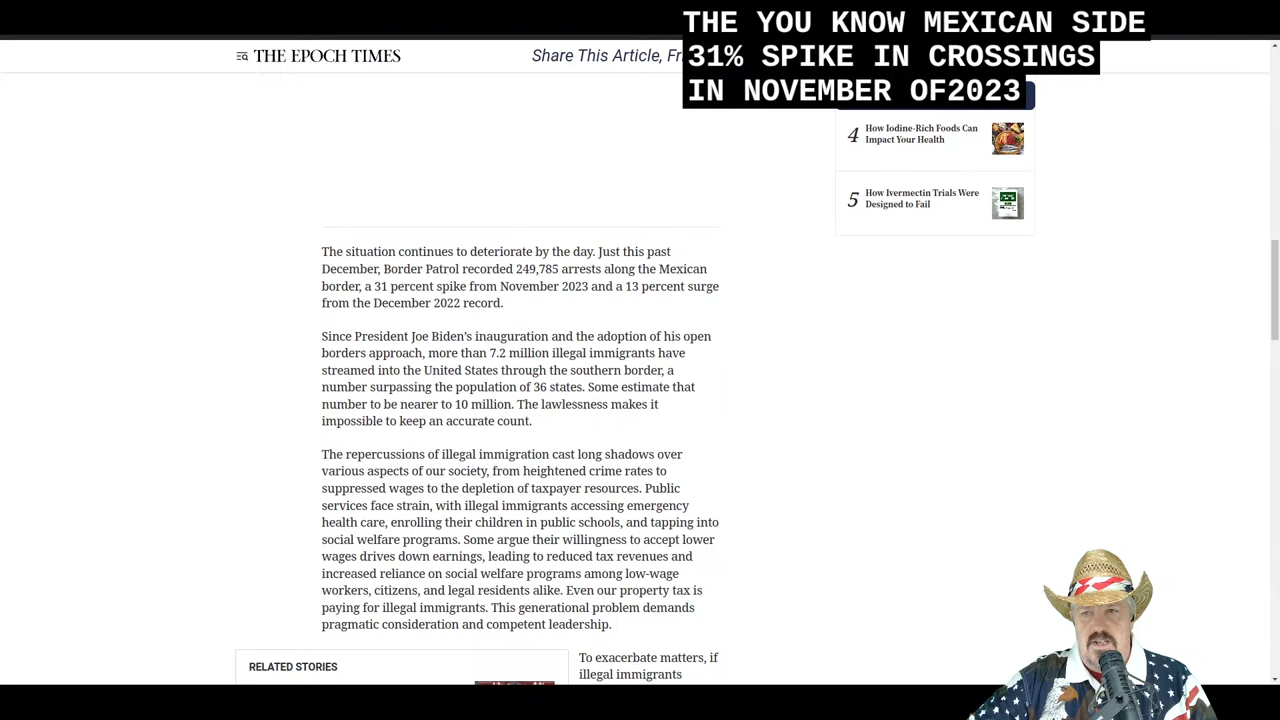 THE YOU KNOW MEXICAN SIDE
31% SPIKE IN CROSSINGS
IN NOVEMBER OF2023
THE EPOCH TIMES
Share This Article, Fr
4
How Iodine-Rich Foods Can
Impact Your Health
5
How Ivermectin Trials Were
Designed to Fail
The situation continues to deteriorate by the day. Just this past
December, Border Patrol recorded 249,785 arrests along the Mexican
border, a 31 percent spike from November 2023 and a 13 percent surge
from the December 2022 record.
Since President Joe Biden's inauguration and the adoption of his open
borders approach, more than 7.2 million illegal immigrants have
streamed into the United States through the southern border, a
number surpassing the population of 36 states. Some estimate that
number to be nearer to 10 million. The lawlessness makes it
impossible to keep an accurate count.
The repercussions of illegal immigration cast long shadows over
various aspects of our society, from heightened crime rates to
suppressed wages to the depletion of taxpayer resources. Public
services face strain, with illegal immigrants accessing emergency
health care, enrolling their children in public schools, and tapping into
social welfare programs. Some argue their willingness to accept lower
wages drives down earnings, leading to reduced tax revenues and
increased reliance on social welfare programs among low-wage
workers, citizens, and legal residents alike. Even our property tax is
paying for illegal immigrants. This generational problem demands
pragmatic consideration and competent leadership.
RELATED STORIES
To exacerbate matters, if
illegal immigrants